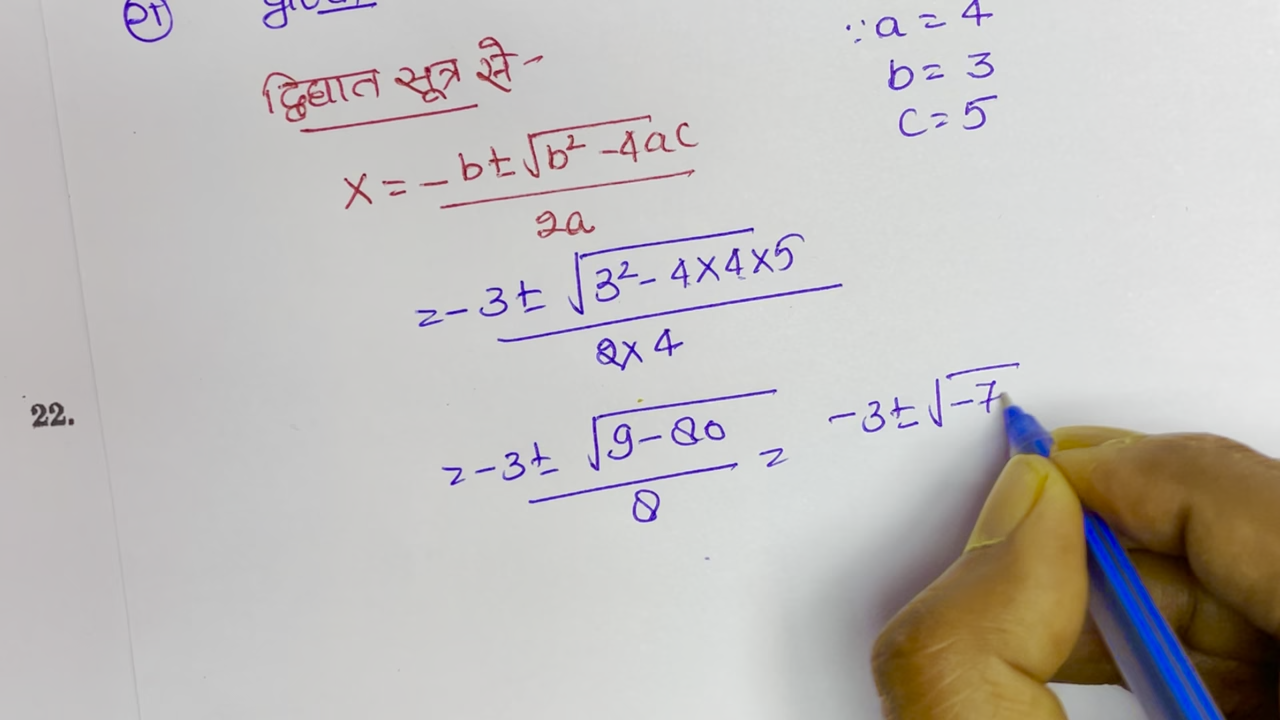 21
∵ a = 4
b = 3
c = 5
द्विघात सूत्र से -
x = -b ± √b² - 4ac / 2a
= -3 ± √3² - 4×4×5 / 2×4
22.
= -3 ± √9 - 80 / 8 = -3 ± √-7